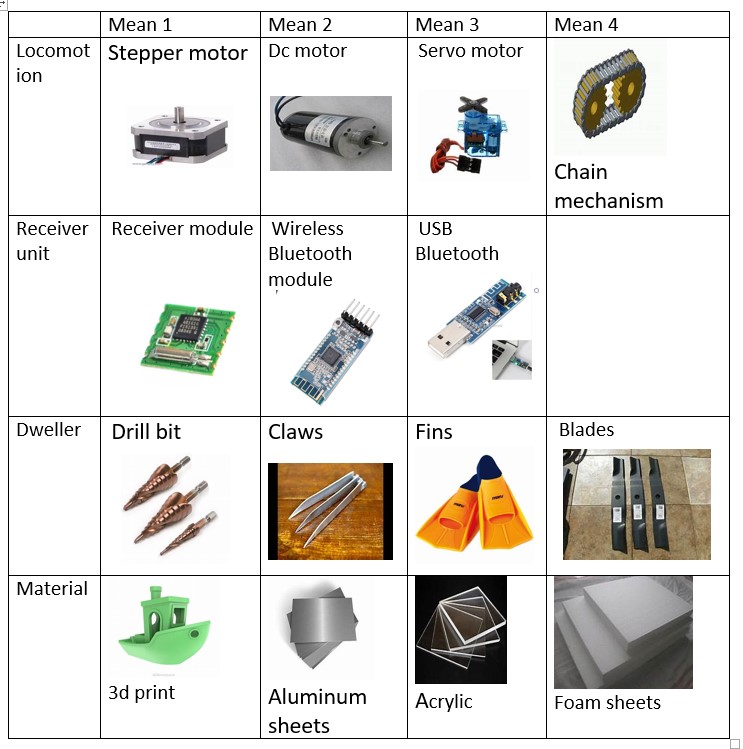 Mean 1
Mean 2
Mean 3
Mean 4
Locomot
ion
Stepper motor
Dc motor
Servo motor
Chain
mechanism
Receiver
unit
Receiver module
Wireless
Bluetooth
module
USB
Bluetooth
Dweller
Drill bit
Claws
Fins
Blades
Material
3d print
Aluminum
sheets
Acrylic
Foam sheets